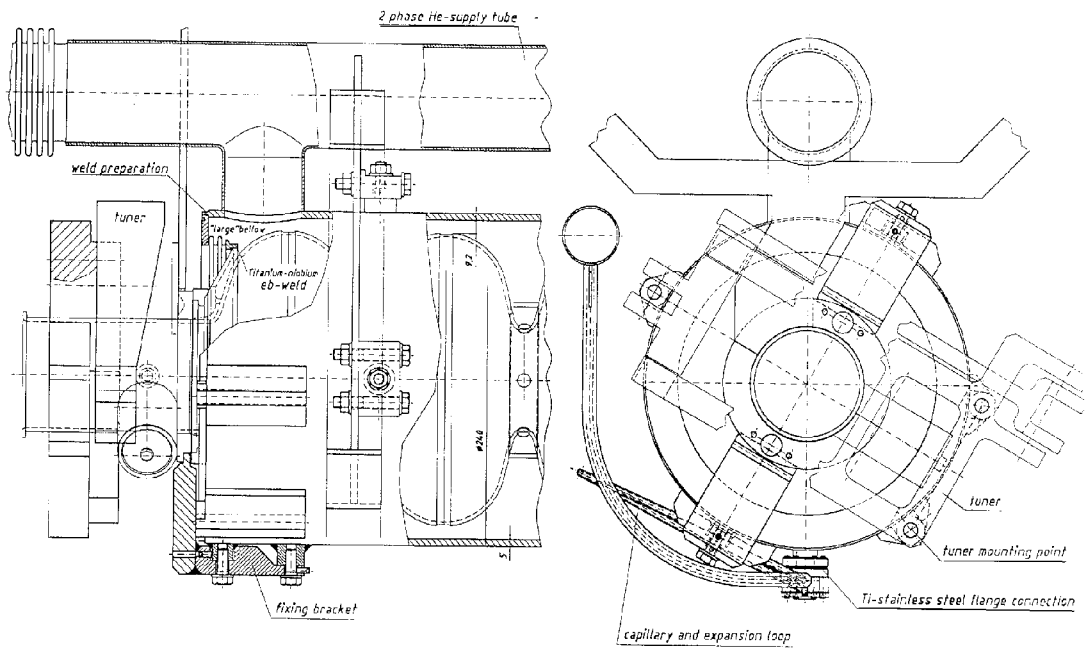 2 phase He-supply tube
weld preparation
tuner
"large" bellow
Titanium-niobium
eb-weld
92
ø240
5
fixing bracket
tuner
tuner mounting point
Ti-stainless steel flange connection
capillary and expansion loop